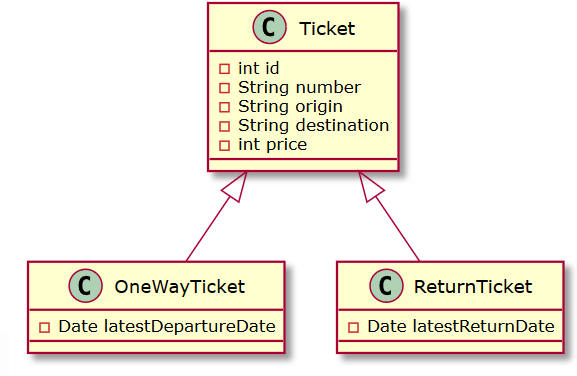 C Ticket
int id
String number
String origin
String destination
int price
C OneWayTicket
Date latestDepartureDate
C ReturnTicket
Date latestReturnDate